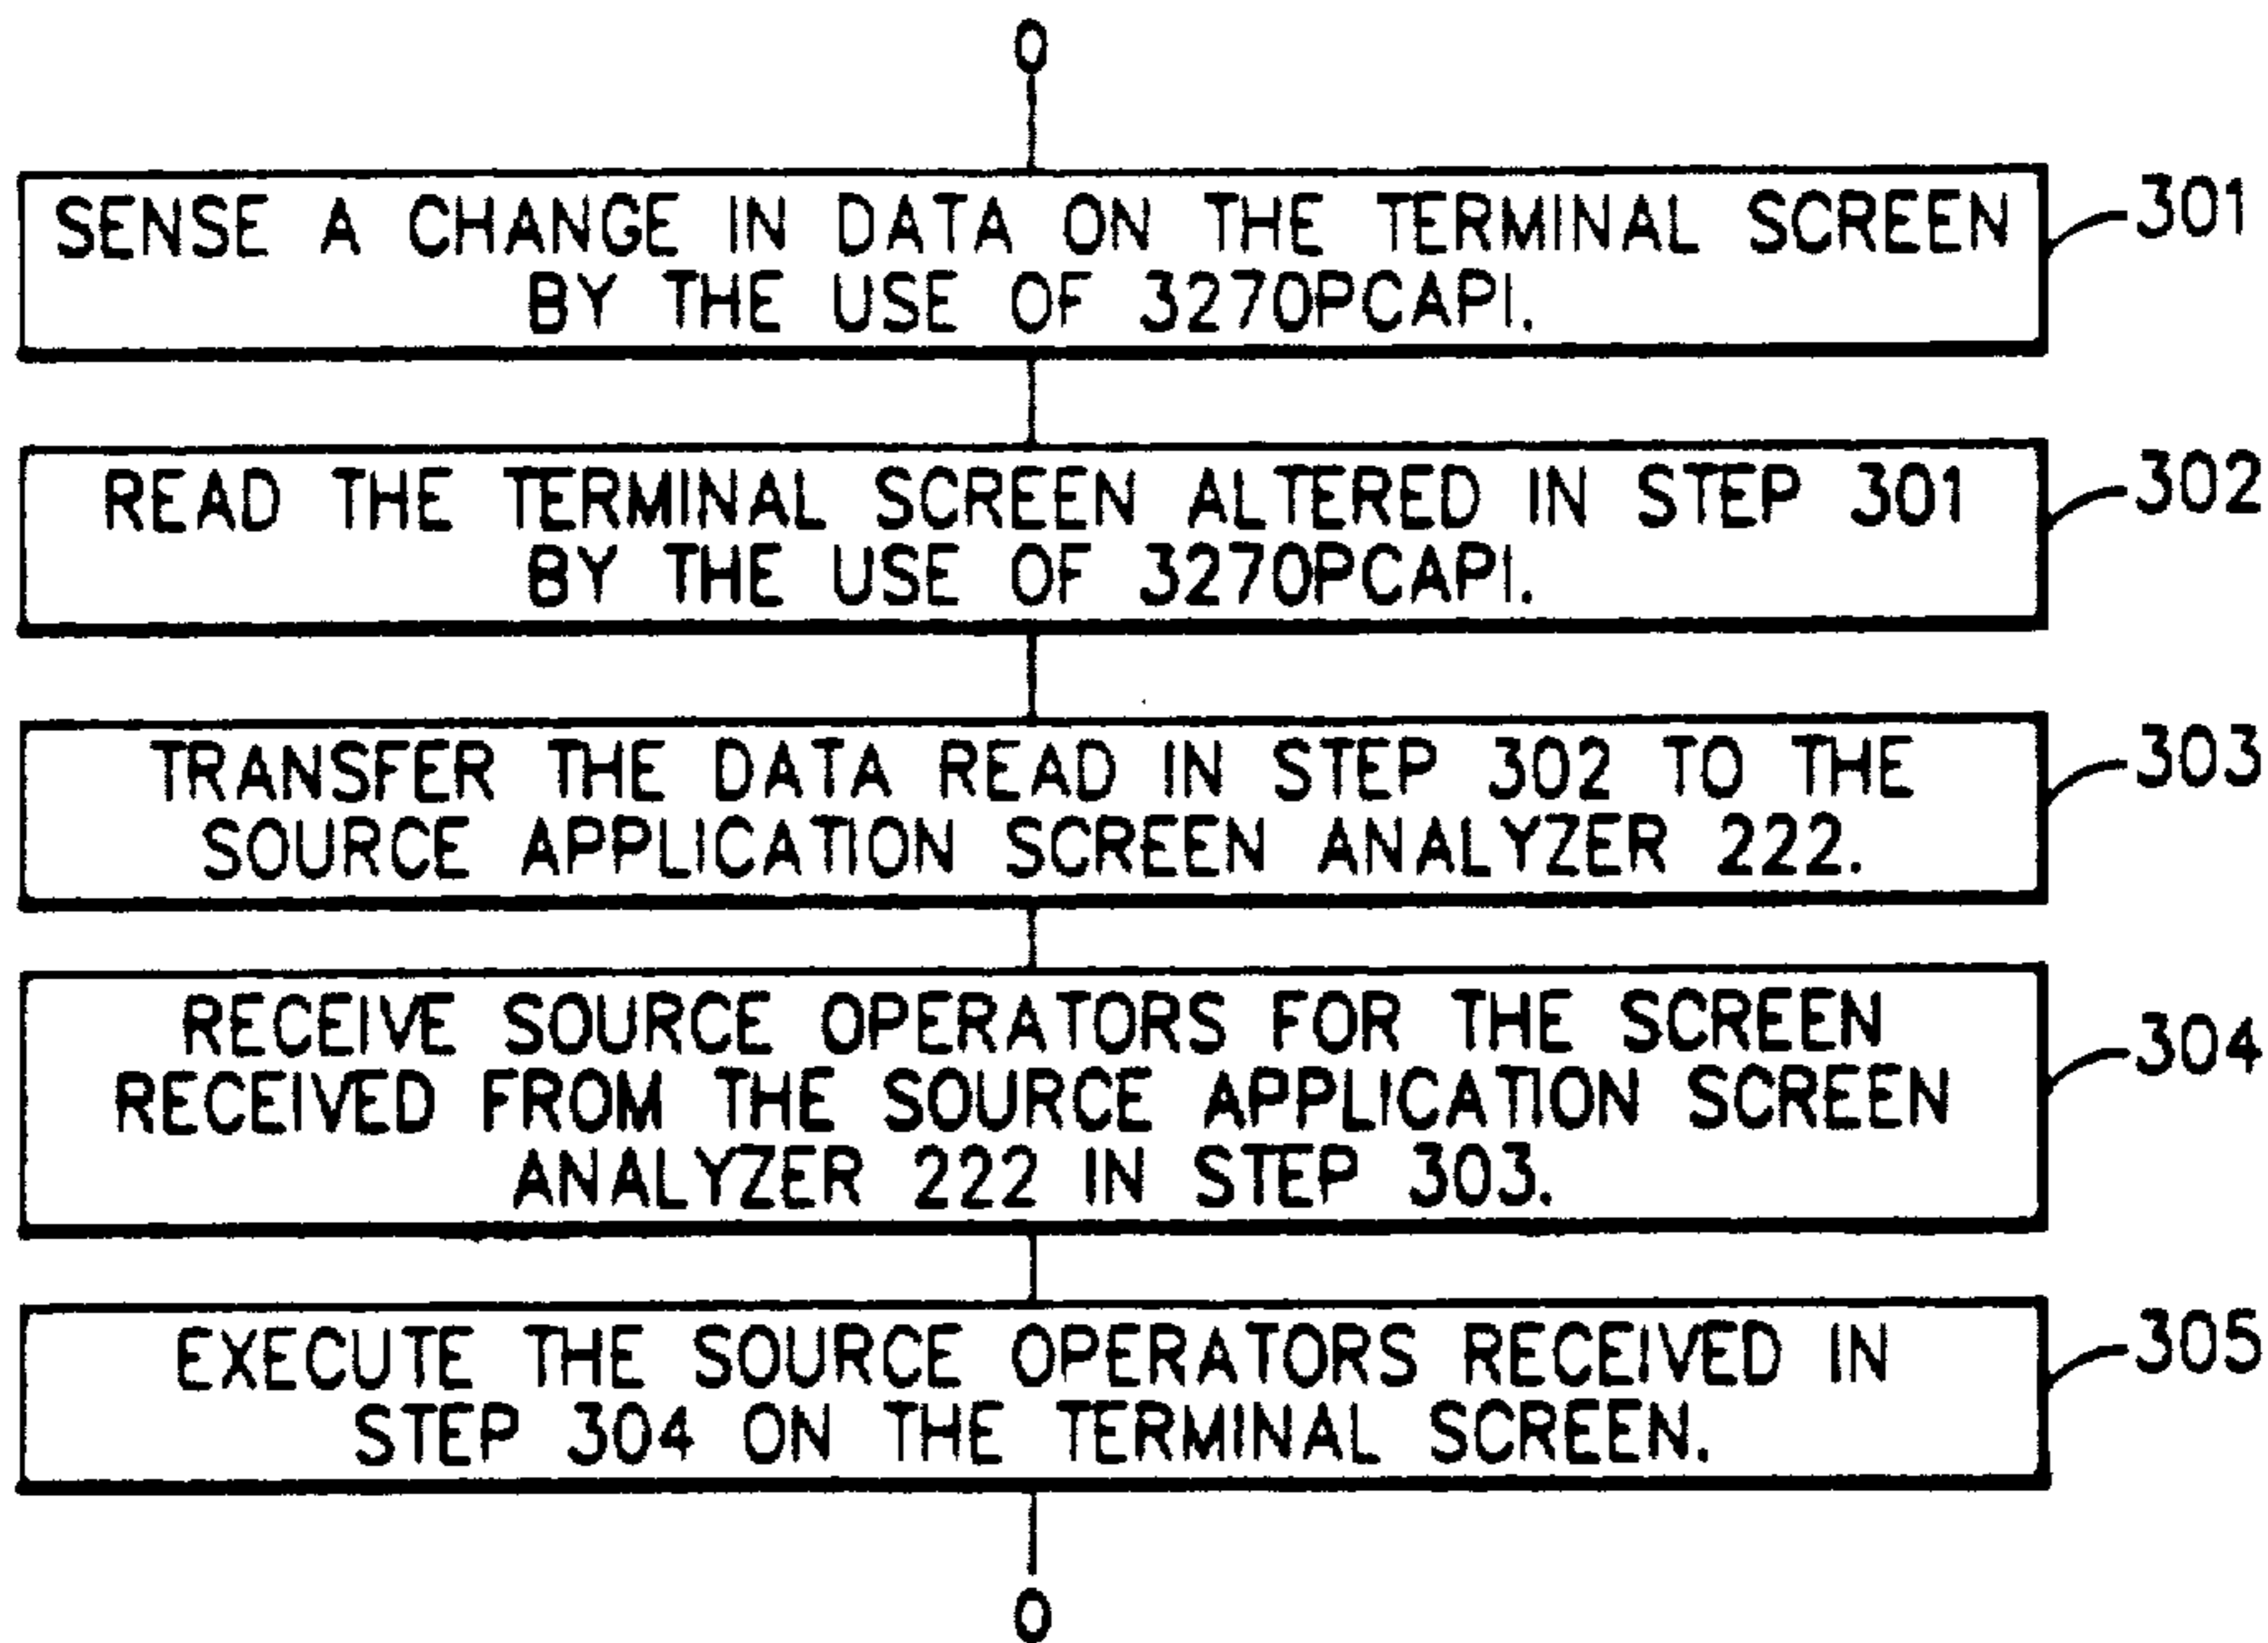 SENSE A CHANGE IN DATA ON THE TERMINAL SCREEN
BY THE USE OF 3270PCAPI.
301
READ THE TERMINAL SCREEN ALTERED IN STEP 301
BY THE USE OF 3270PCAPI.
302
TRANSFER THE DATA READ IN STEP 302 TO THE
SOURCE APPLICATION SCREEN ANALYZER 222.
303
RECEIVE SOURCE OPERATORS FOR THE SCREEN
RECEIVED FROM THE SOURCE APPLICATION SCREEN
ANALYZER 222 IN STEP 303.
304
EXECUTE THE SOURCE OPERATORS RECEIVED IN
STEP 304 ON THE TERMINAL SCREEN.
305